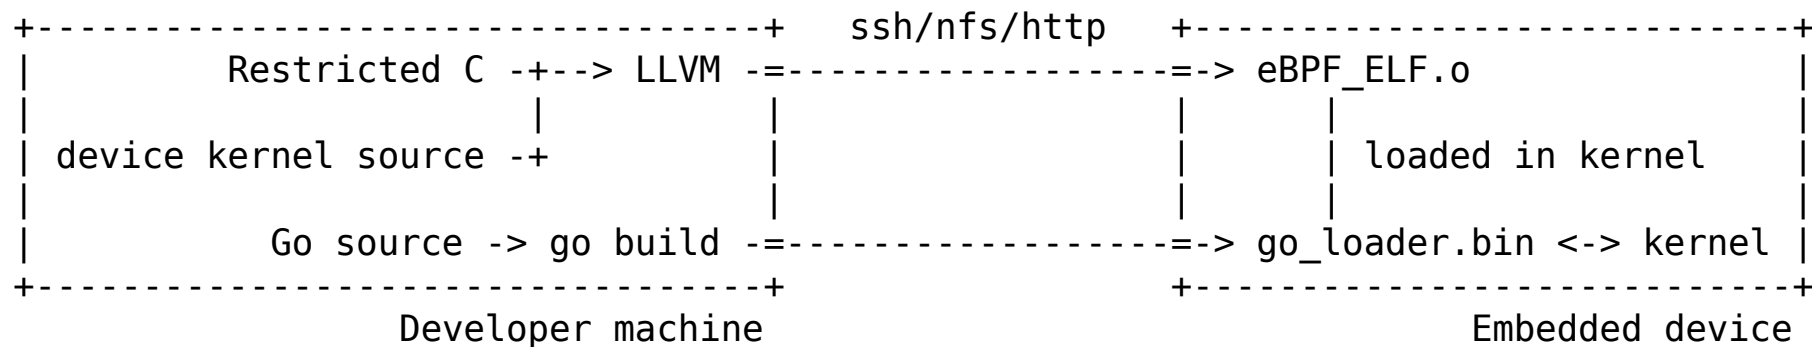 +----------------------------------+   ssh/nfs/http   +----------------------------+
|         Restricted C -+--> LLVM -=------------------=-> eBPF_ELF.o               |
|                       |          |                  |      |                     |
| device kernel source -+          |                  |      | loaded in kernel    |
|                                  |                  |      |                     |
|           Go source -> go build -=------------------=-> go_loader.bin <-> kernel |
+----------------------------------+                  +----------------------------+
                  Developer machine                                 Embedded device